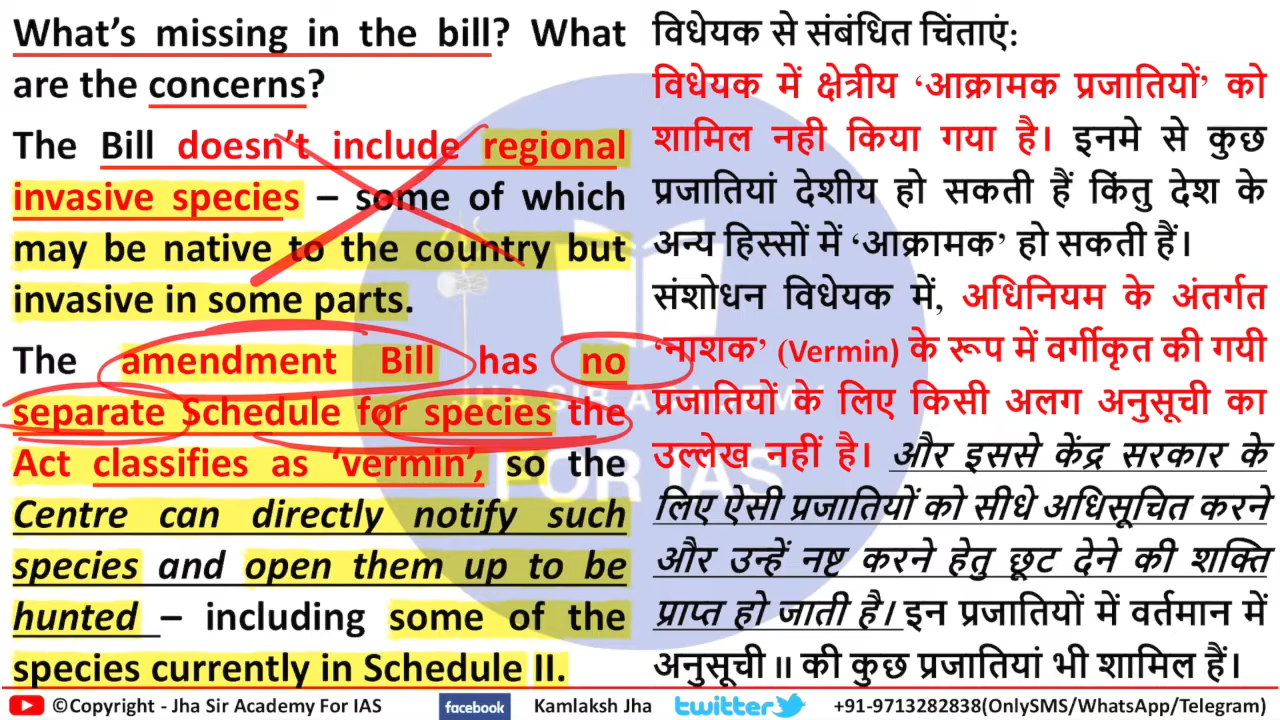 What's missing in the bill? What
are the concerns?
The Bill doesn't include regional
invasive species – some of which
may be native to the country but
invasive in some parts.
The amendment Bill has no
separate Schedule for species the
Act classifies as 'vermin', so the
Centre can directly notify such
species and open them up to be
hunted – including some of the
species currently in Schedule II.
विधेयक से संबंधित चिंताएं:
विधेयक में क्षेत्रीय 'आक्रामक प्रजातियों' को
शामिल नही किया गया है। इनमे से कुछ
प्रजातियां देशीय हो सकती हैं किंतु देश के
अन्य हिस्सों में 'आक्रामक' हो सकती हैं।
संशोधन विधेयक में, अधिनियम के अंतर्गत
'नाशक' (Vermin) के रूप में वर्गीकृत की गयी
प्रजातियों के लिए किसी अलग अनुसूची का
उल्लेख नहीं है। और इससे केंद्र सरकार के
लिए ऐसी प्रजातियों को सीधे अधिसूचित करने
और उन्हें नष्ट करने हेतु छूट देने की शक्ति
प्राप्त हो जाती है। इन प्रजातियों में वर्तमान में
अनुसूची II की कुछ प्रजातियां भी शामिल हैं।
JHA SIR ACADEMY
FOR IAS
©Copyright - Jha Sir Academy For IAS facebook Kamlaksh Jha twitter +91-9713282838(OnlySMS/WhatsApp/Telegram)